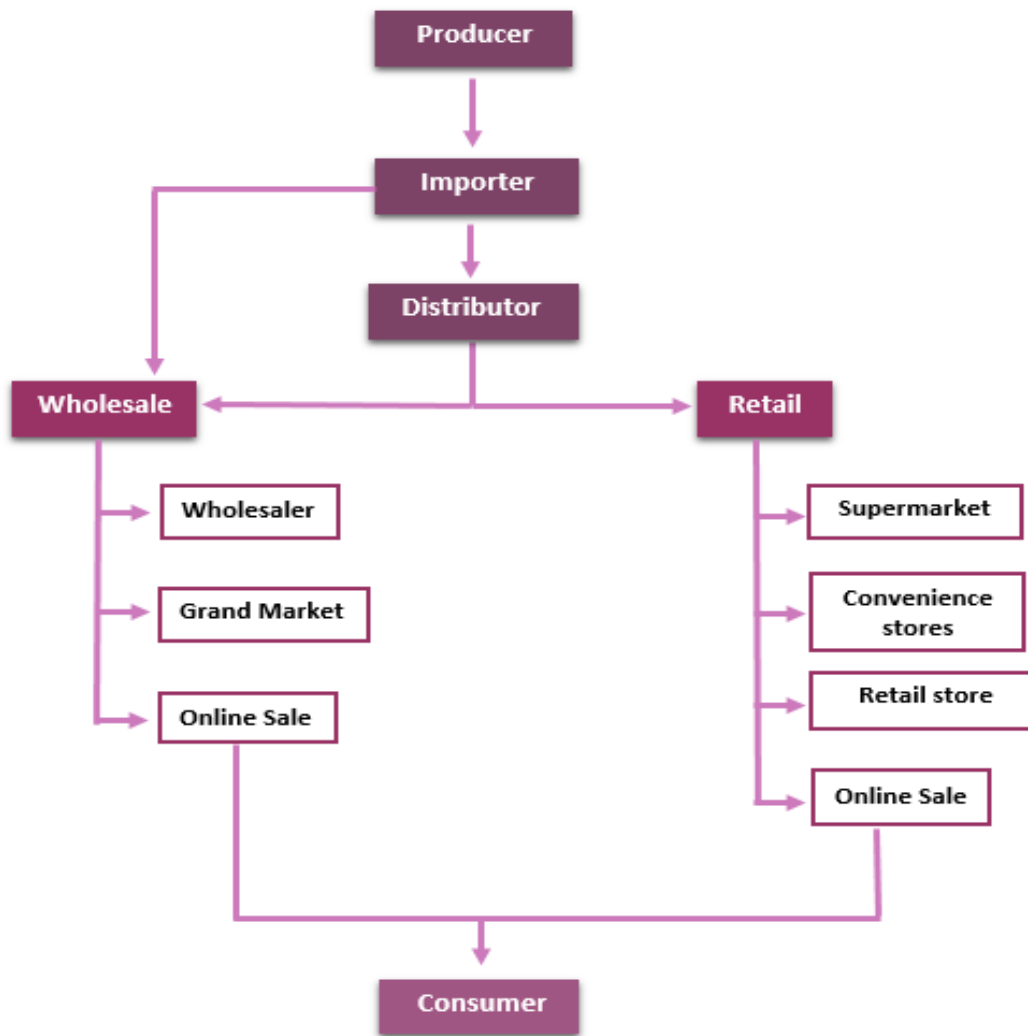 Producer
Importer
Distributor
Wholesale
Retail
Wholesaler
Supermarket
Grand Market
Convenience
stores
Retail store
Online Sale
Online Sale
Consumer